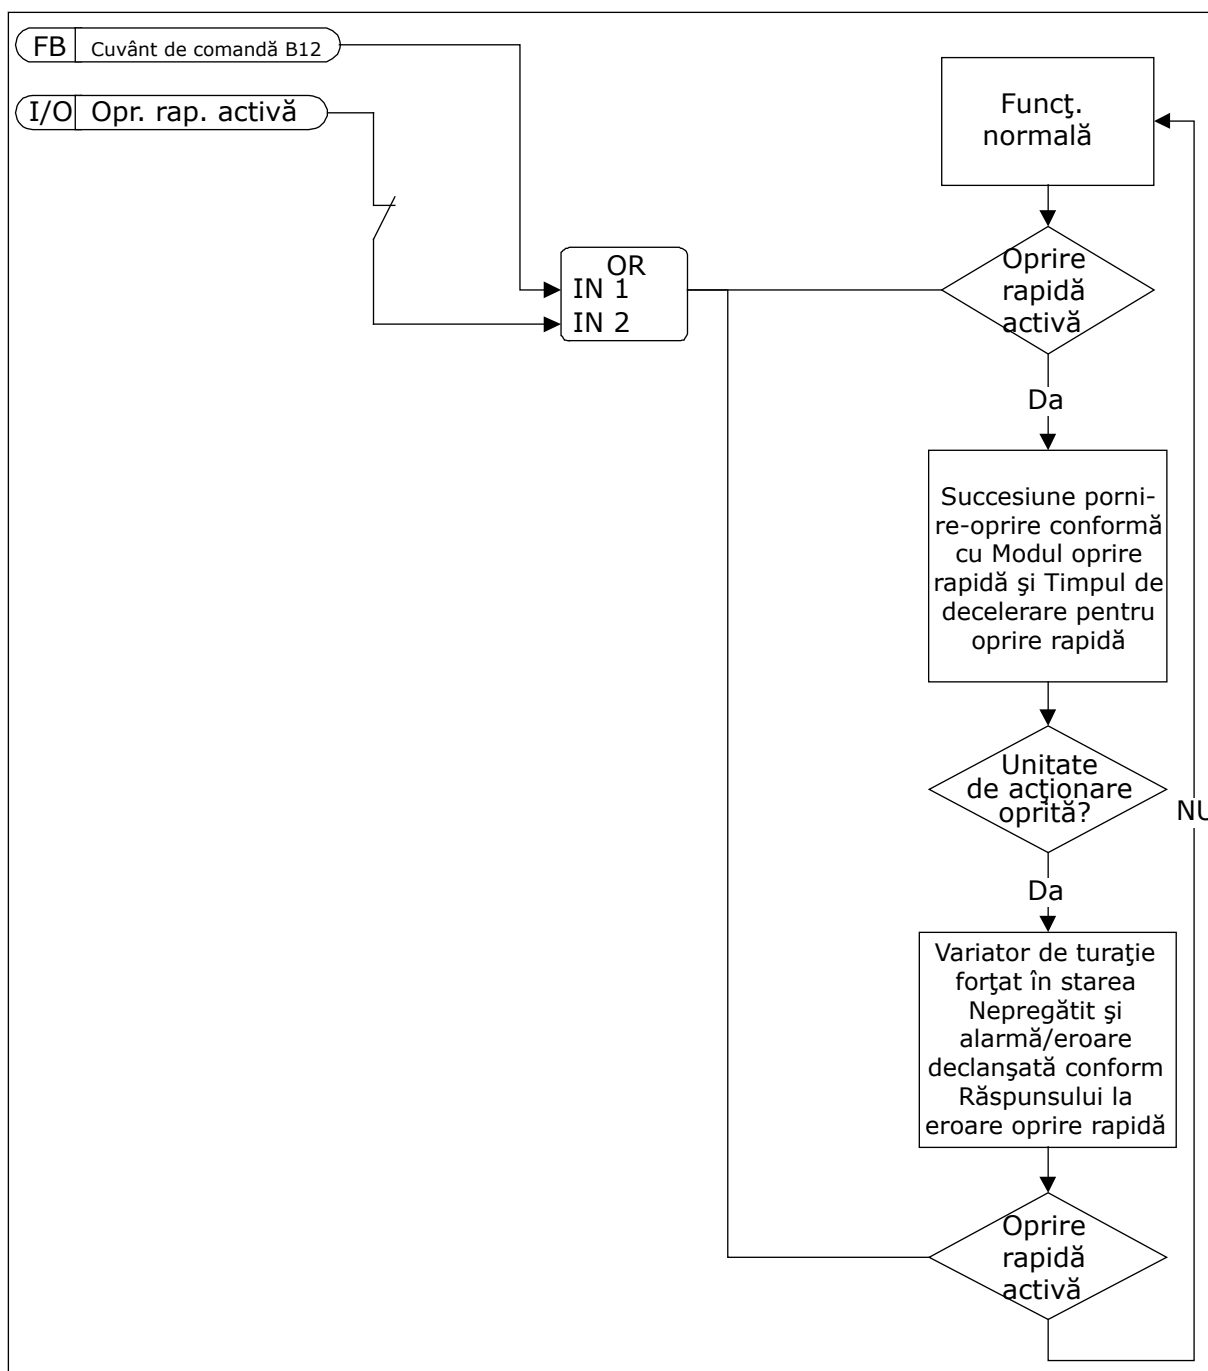 FB Cuvânt de comandă B12
I/O Opr. rap. activă
OR
IN 1
IN 2
Funcţ.
normală
Oprire
rapidă
activă
Da
Succesiune porni-
re-oprire conformă
cu Modul oprire
rapidă şi Timpul de
decelerare pentru
oprire rapidă
Unitate
de acţionare
oprită?
NU
Da
Variator de turaţie
forţat în starea
Nepregătit şi
alarmă/eroare
declanşată conform
Răspunsului la
eroare oprire rapidă
Oprire
rapidă
activă